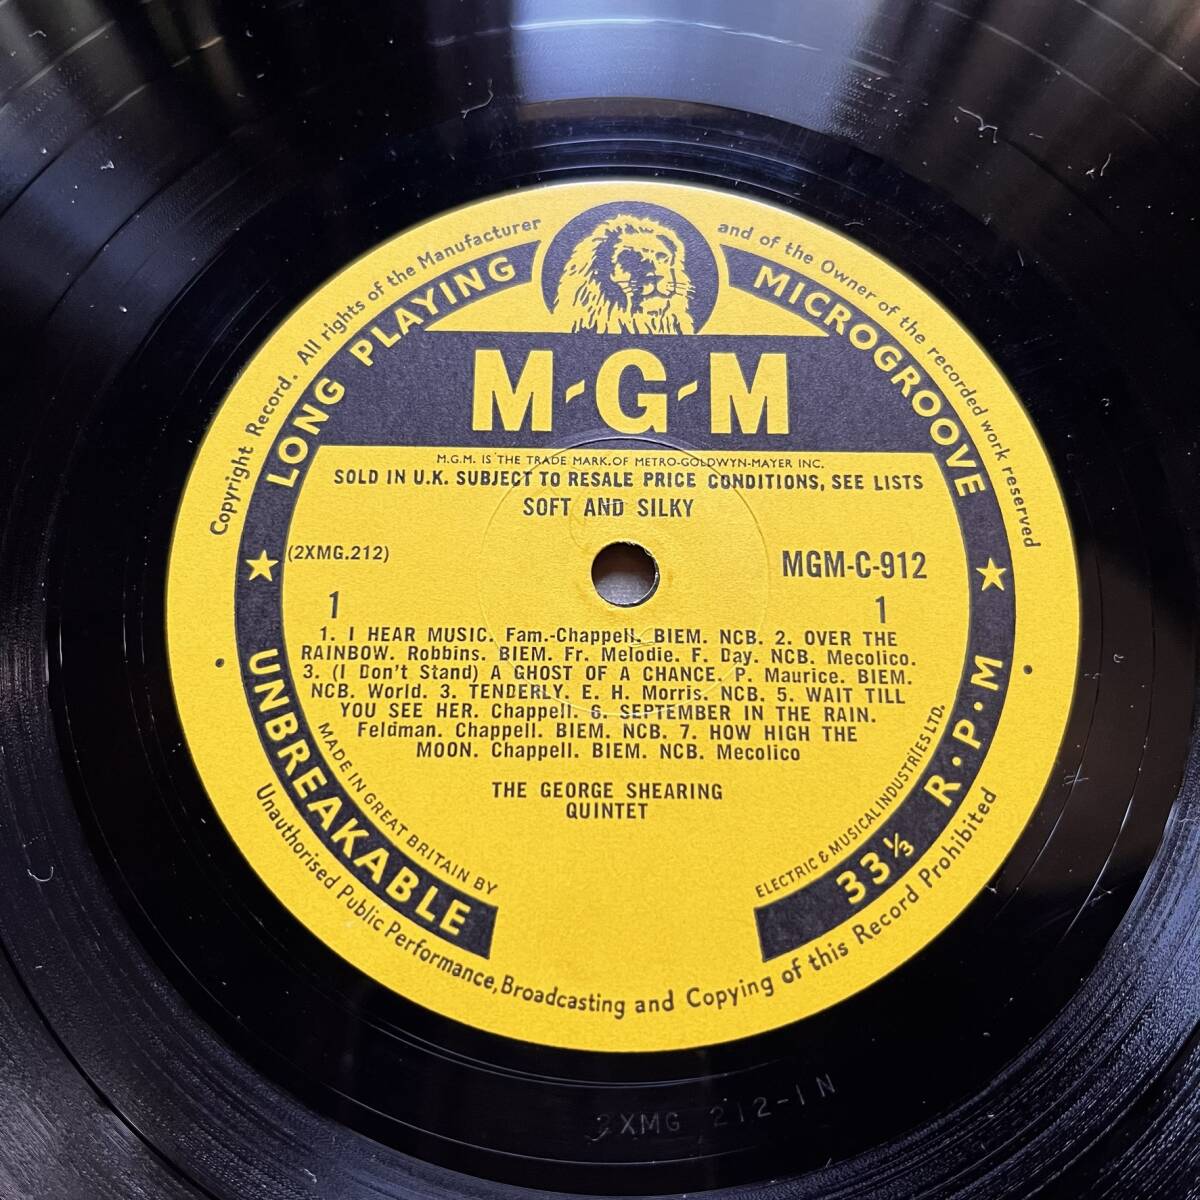 Copyright Record. All rights of the Manufacturer and of the Owner of the recorded work reserved
LONG PLAYING
MICROGROOVE
M-G-M
M.G.M. IS THE TRADE MARK.OF METRO-GOLDWYN-MAYER INC.
SOLD IN U.K. SUBJECT TO RESALE PRICE CONDITIONS, SEE LISTS
SOFT AND SILKY
(2XMG.212)
MGM-C-912
1
1
1. I HEAR MUSIC. Fam.-Chappell. BIEM. NCB. 2. OVER THE
RAINBOW. Robbins. BIEM. Fr. Melodie. F. Day. NCB. Mecolico.
3. (I Don't Stand) A GHOST OF A CHANCE. P. Maurice. BIEM.
NCB. World. 3. TENDERLY. E. H. Morris. NCB. 5. WAIT TILL
YOU SEE HER. Chappell. 6. SEPTEMBER IN THE RAIN.
Feldman. Chappell. BIEM. NCB. 7. HOW HIGH THE
MOON. Chappell. BIEM. NCB. Mecolico
THE GEORGE SHEARING
QUINTET
UNBREAKABLE
33⅓ R.P.M
MADE IN GREAT BRITAIN BY
ELECTRIC & MUSICAL INDUSTRIES LTD.
Unauthorised Public Performance, Broadcasting and Copying of this Record Prohibited
2XMG 212-1N